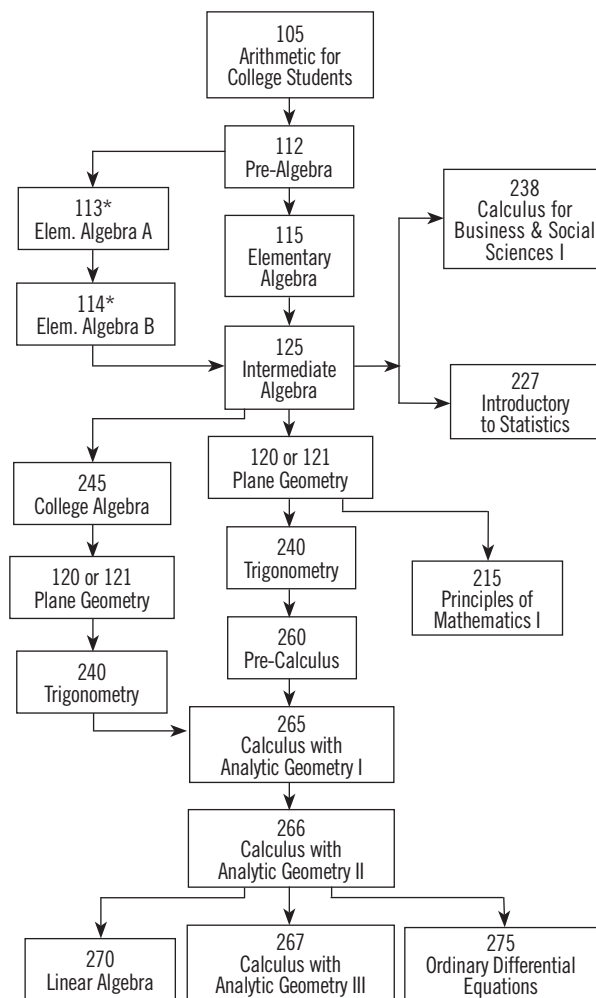 105
Arithmetic for
College Students
112
Pre-Algebra
113*
Elem. Algebra A
115
Elementary
Algebra
238
Calculus for
Business & Social
Sciences I
114*
Elem. Algebra B
125
Intermediate
Algebra
227
Introductory
to Statistics
245
College Algebra
120 or 121
Plane Geometry
120 or 121
Plane Geometry
240
Trigonometry
215
Principles of
Mathematics I
240
Trigonometry
260
Pre-Calculus
265
Calculus with
Analytic Geometry I
266
Calculus with
Analytic Geometry II
270
Linear Algebra
267
Calculus with
Analytic Geometry III
275
Ordinary Differential
Equations